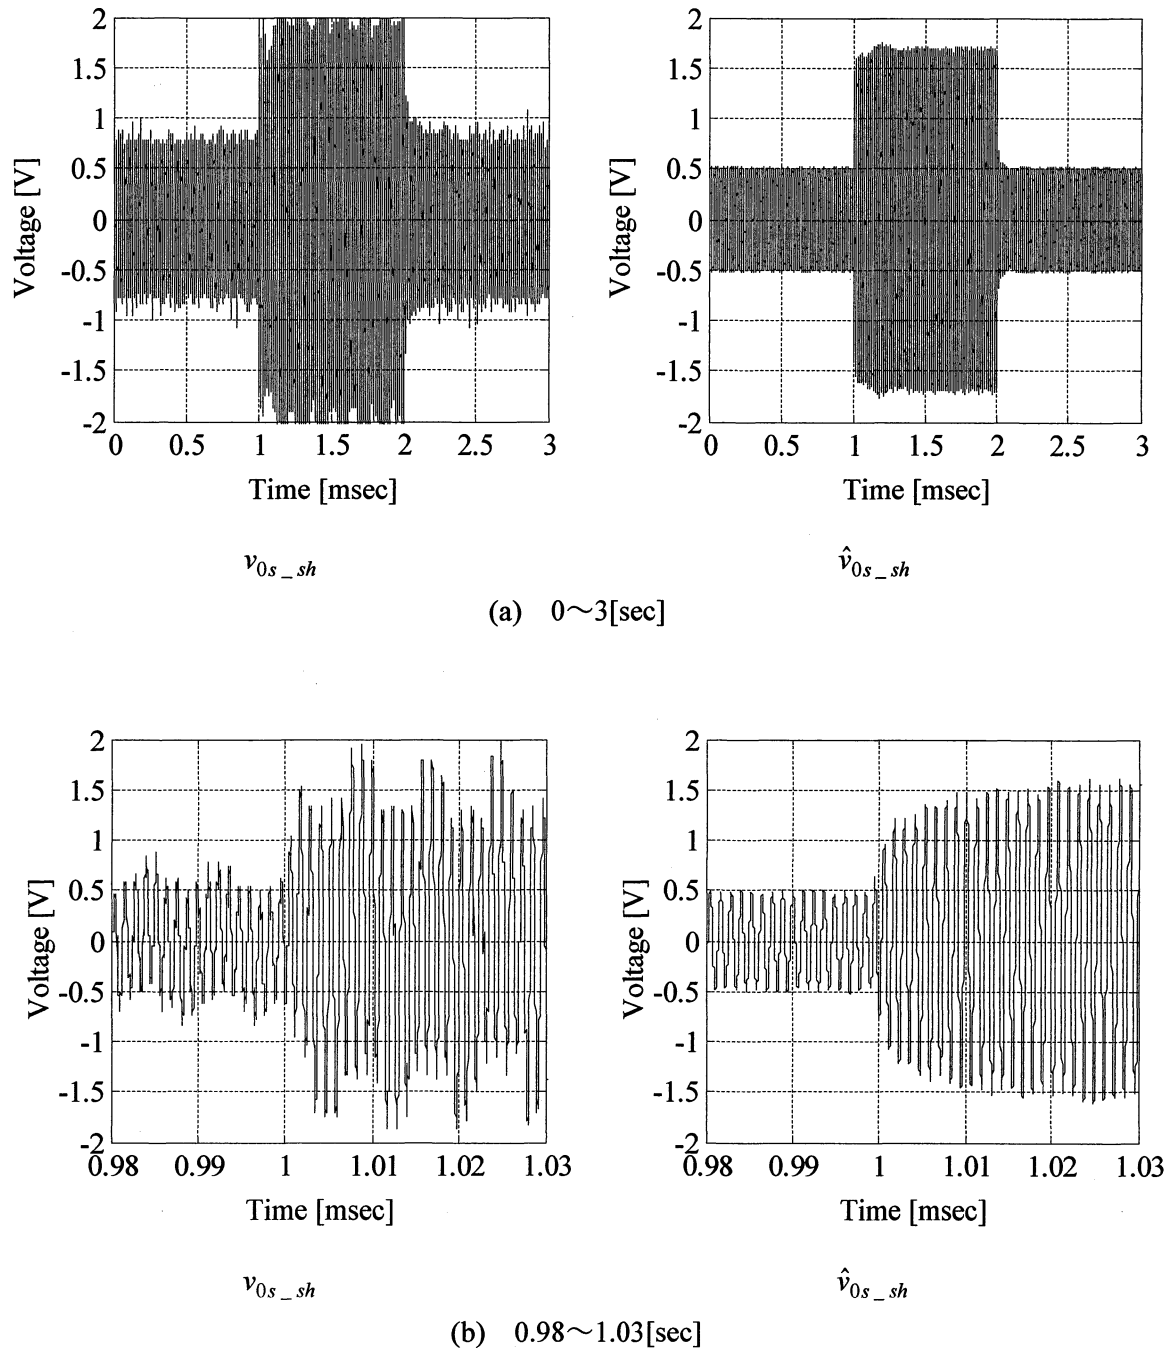 2
1.5
1
0.5
0
-0.5
-1
-1.5
-2
Voltage [V]
0 0.5 1 1.5 2 2.5 3
Time [msec]
v0s_sh
2
1.5
1
0.5
0
-0.5
-1
-1.5
-2
Voltage [V]
0 0.5 1 1.5 2 2.5 3
Time [msec]
v̂0s_sh
(a) 0～3[sec]
2
1.5
1
0.5
0
-0.5
-1
-1.5
-2
Voltage [V]
0.98 0.99 1 1.01 1.02 1.03
Time [msec]
v0s_sh
2
1.5
1
0.5
0
-0.5
-1
-1.5
-2
Voltage [V]
0.98 0.99 1 1.01 1.02 1.03
Time [msec]
v̂0s_sh
(b) 0.98～1.03[sec]